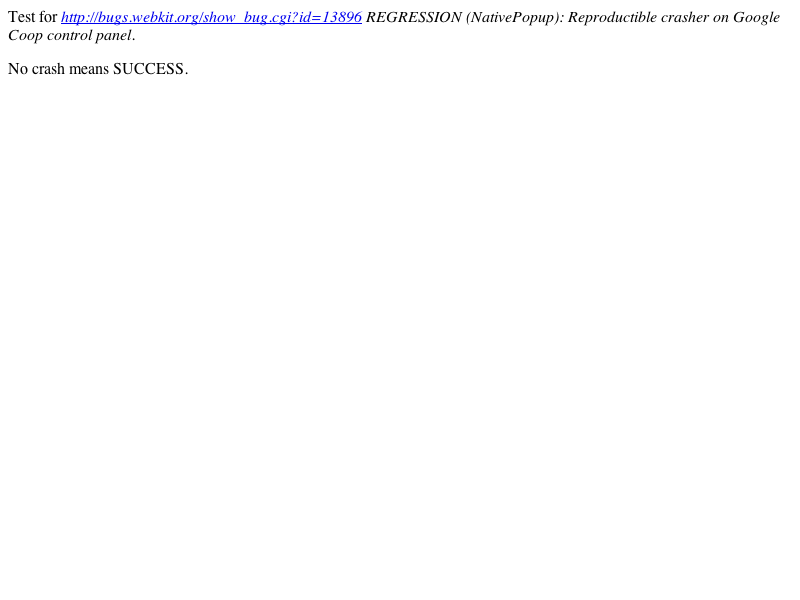 Test for http://bugs.webkit.org/show_bug.cgi?id=13896 REGRESSION (NativePopup): Reproductible crasher on Google
Coop control panel.
No crash means SUCCESS.